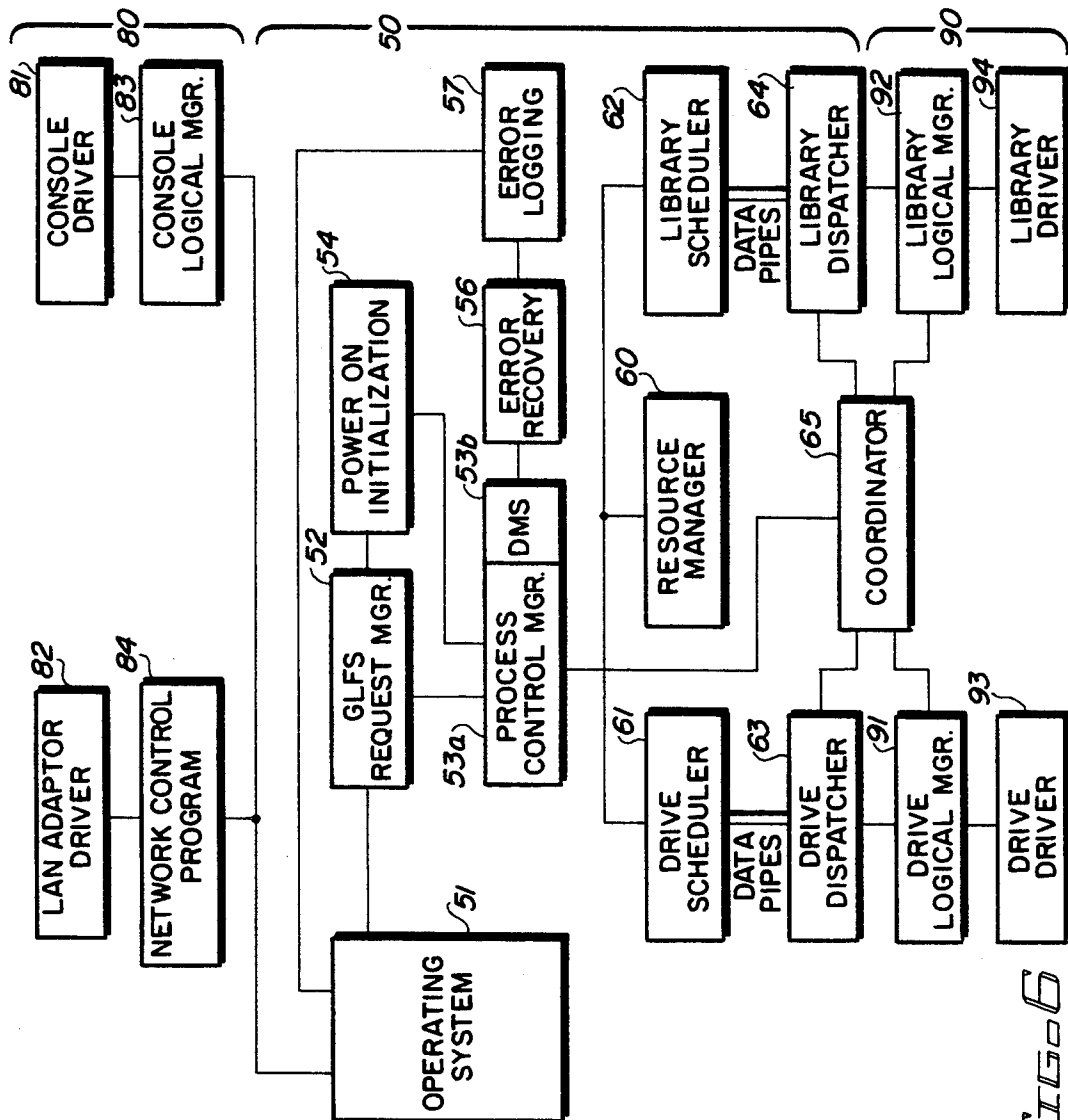 82
LAN ADAPTOR
DRIVER
84
NETWORK CONTROL
PROGRAM
81
CONSOLE
DRIVER
83
CONSOLE
LOGICAL MGR.
80
51
OPERATING
SYSTEM
52
GLFS
REQUEST MGR.
54
POWER ON
INITIALIZATION
53a
PROCESS
CONTROL MGR.
53b
DMS
56
ERROR
RECOVERY
57
ERROR
LOGGING
50
61
DRIVE
SCHEDULER
60
RESOURCE
MANAGER
62
LIBRARY
SCHEDULER
DATA
PIPES
DATA
PIPES
63
DRIVE
DISPATCHER
65
COORDINATOR
64
LIBRARY
DISPATCHER
91
DRIVE
LOGICAL MGR.
92
LIBRARY
LOGICAL MGR.
93
DRIVE
DRIVER
94
LIBRARY
DRIVER
90
FIG-6